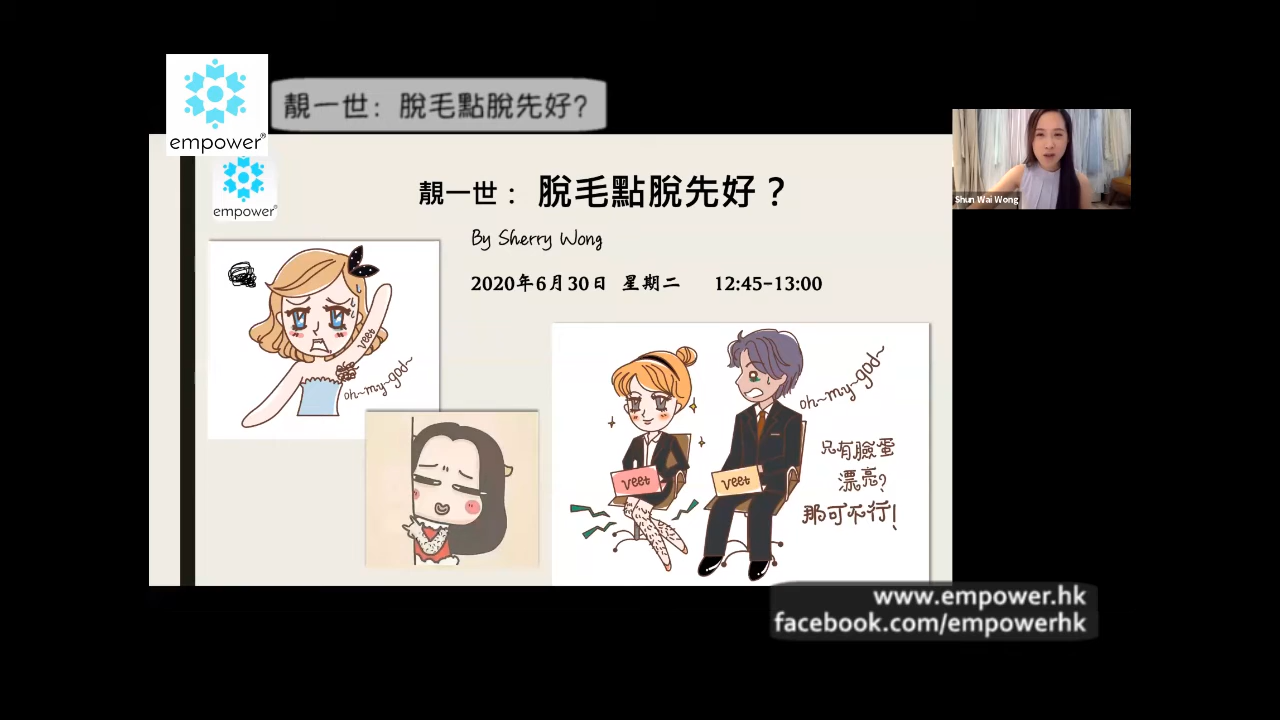 empower®
靚一世：脫毛點脫先好？
empower®
靚一世： 脫毛點脫先好？
By Sherry Wong
2020年6月30日 星期二 12:45-13:00
Shun Wai Wong
veet
oh~my~god~
veet
veet
oh~my~god~
只有臉蛋
漂亮?
那可不行!
www.empower.hk
facebook.com/empowerhk